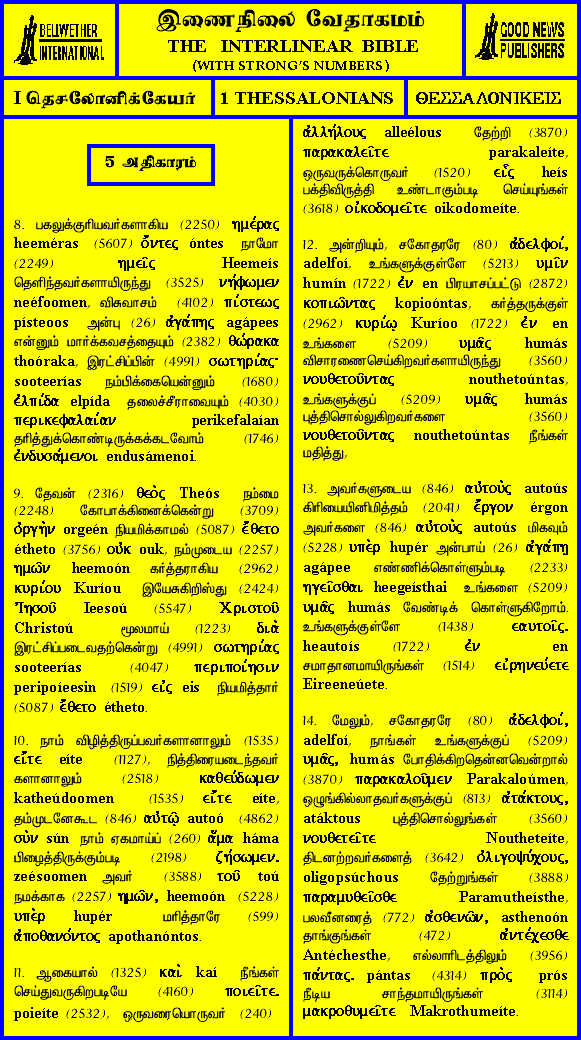 BELLWETHER
INTERNATIONAL
இணைநிலை வேதாகமம்
THE INTERLINEAR BIBLE
(WITH STRONG'S NUMBERS)
GOOD NEWS
PUBLISHERS
I தெசலோனிக்கேயர்
1 THESSALONIANS
ΘΕΣΣΑΛΟΝΙΚΕΙΣ
5 அதிகாரம்
8. பகலுக்குரியவர்களாகிய (2250) ἡμέρας
heeméras (5607) ὄντες óntes நாமோ
(2249) ἡμεῖς Heemeís
தெளிந்தவர்களாயிருந்து (3525) νήφωμεν
neéfoomen, விசுவாசம் (4102) πίστεως
písteoos அன்பு (26) ἀγάπης agápees
என்னும் மார்க்கவசத்தையும் (2382) θώρακα
thoóraka, இரட்சிப்பின் (4991) σωτηρίας·
sooteerías நம்பிக்கையென்னும் (1680)
ἐλπίδα elpída தலைச்சீராவையும் (4030)
περικεφαλαίαν perikefalaían
தரித்துக்கொண்டிருக்கக்கடவோம் (1746)
ἐνδυσάμενοι endusámenoi.
9. தேவன் (2316) θεὸς Theós நம்மை
(2248) கோபாக்கினைக்கென்று (3709)
ὀργὴν orgeén நியமிக்காமல் (5087) ἔθετο
étheto (3756) οὐκ ouk, நம்முடைய (2257)
ἡμῶν heemoón கர்த்தராகிய (2962)
κυρίου Kuríou இயேசுகிறிஸ்து (2424)
Ἰησοῦ Ieesoú (5547) Χριστοῦ
Christoú மூலமாய் (1223) διὰ
இரட்சிப்படைவதற்கென்று (4991) σωτηρίας
sooteerías (4047) περιποίησιν
peripoíeesin (1519) εἰς eis நியமித்தார்
(5087) ἔθετο étheto.
10. நாம் விழித்திருப்பவர்களானாலும் (1535)
εἴτε eíte (1127), நித்திரையடைந்தவர்
களானாலும் (2518) καθεύδωμεν
katheúdoomen (1535) εἴτε eíte,
தம்முடனேகூட (846) αὐτῷ autoó (4862)
σὺν sún நாம் ஏகமாய்ப் (260) ἅμα háma
பிழைத்திருக்கும்படி (2198) ζήσωμεν.
zeésoomen அவர் (3588) τοῦ toú
நமக்காக (2257) ἡμῶν, heemoón (5228)
ὑπὲρ hupér மரித்தாரே (599)
ἀποθανόντος apothanóntos.
11. ஆகையால் (1325) καὶ kaí நீங்கள்
செய்துவருகிறபடியே (4160) ποιεῖτε.
poieíte (2532), ஒருவரையொருவர் (240)
ἀλλήλους alleélous தேற்றி (3870)
παρακαλεῖτε parakaleíte,
ஒருவருக்கொருவர் (1520) εἷς heís
பக்திவிருத்தி உண்டாகும்படி செய்யுங்கள்
(3618) οἰκοδομεῖτε oikodomeíte.
12. அன்றியும், சகோதரரே (80) ἀδελφοί,
adelfoí, உங்களுக்குள்ளே (5213) ὑμῖν
humín (1722) ἐν en பிரயாசப்பட்டு (2872)
κοπιῶντας kopioóntas, கர்த்தருக்குள்
(2962) κυρίῳ Kuríoo (1722) ἐν en
உங்களை (5209) ὑμᾶς humás
விசாரணைசெய்கிறவர்களாயிருந்து (3560)
νουθετοῦντας nouthetoúntas,
உங்களுக்குப் (5209) ὑμᾶς humás
புத்திசொல்லுகிறவர்களை (3560)
νουθετοῦντας nouthetoúntas நீங்கள்
மதித்து,
13. அவர்களுடைய (846) αὐτοὺς autoús
கிரியையினிமித்தம் (2041) ἔργον érgon
அவர்களை (846) αὐτοὺς autoús மிகவும்
(5228) ὑπὲρ hupér அன்பாய் (26) ἀγάπῃ
agápee எண்ணிக்கொள்ளும்படி (2233)
ἡγεῖσθαι heegeísthai உங்களை (5209)
ὑμᾶς humás வேண்டிக் கொள்ளுகிறோம்.
உங்களுக்குள்ளே (1438) ἑαυτοῖς.
heautoís (1722) ἐν en
சமாதானமாயிருங்கள் (1514) εἰρηνεύετε
Eireeneúete.
14. மேலும், சகோதரரே (80) ἀδελφοί,
adelfoí, நாங்கள் உங்களுக்குப் (5209)
ὑμᾶς, humás போதிக்கிறதென்னவென்றால்
(3870) παρακαλοῦμεν Parakaloúmen,
ஒழுங்கில்லாதவர்களுக்குப் (813) ἀτάκτους,
atáktous புத்திசொல்லுங்கள் (3560)
νουθετεῖτε Noutheteíte,
திடனற்றவர்களைத் (3642) ὀλιγοψύχους,
oligopsúchous தேற்றுங்கள் (3888)
παραμυθεῖσθε Paramutheísthe,
பலவீனரைத் (772) ἀσθενῶν, asthenoón
தாங்குங்கள் (472) ἀντέχεσθε
Antéchesthe, எல்லாரிடத்திலும் (3956)
πάντας. pántas (4314) πρὸς prós
நீடிய சாந்தமாயிருங்கள் (3114)
μακροθυμεῖτε Makrothumeíte.